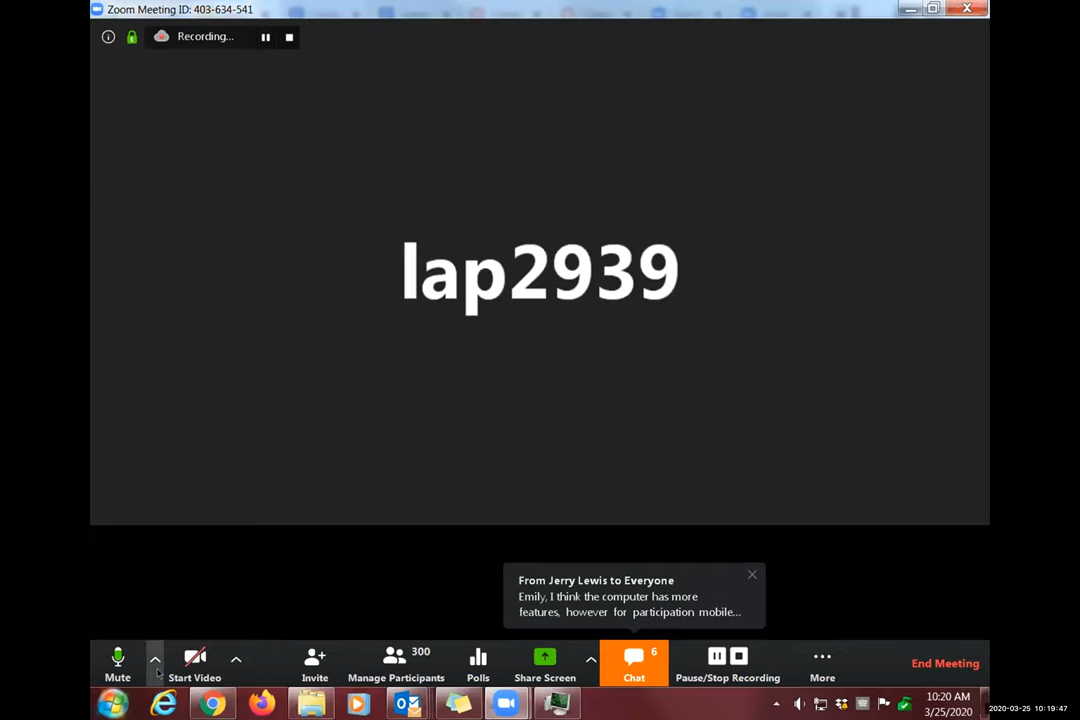 Zoom Meeting ID: 403-634-541
Recording...
lap2939
From Jerry Lewis to Everyone
Emily, I think the computer has more
features, however for participation mobile...
300
6
Mute
Start Video
Invite
Manage Participants
Polls
Share Screen
Chat
Pause/Stop Recording
More
End Meeting
10:20 AM
3/25/2020
2020-03-25 10:19:47